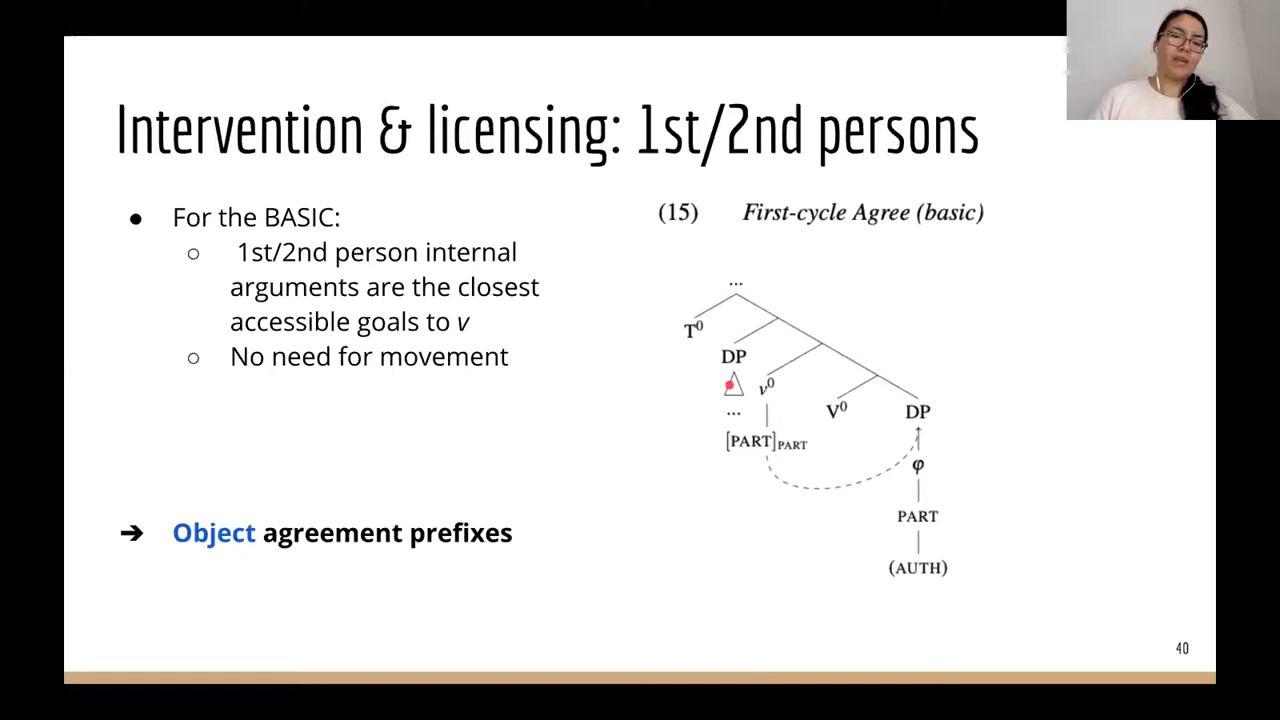 Intervention & licensing: 1st/2nd persons
● For the BASIC:
○ 1st/2nd person internal
arguments are the closest
accessible goals to v
○ No need for movement
➔ Object agreement prefixes
(15) First-cycle Agree (basic)
...
T⁰
DP
v⁰
V⁰
DP
...
[PART]PART
φ
PART
(AUTH)
40